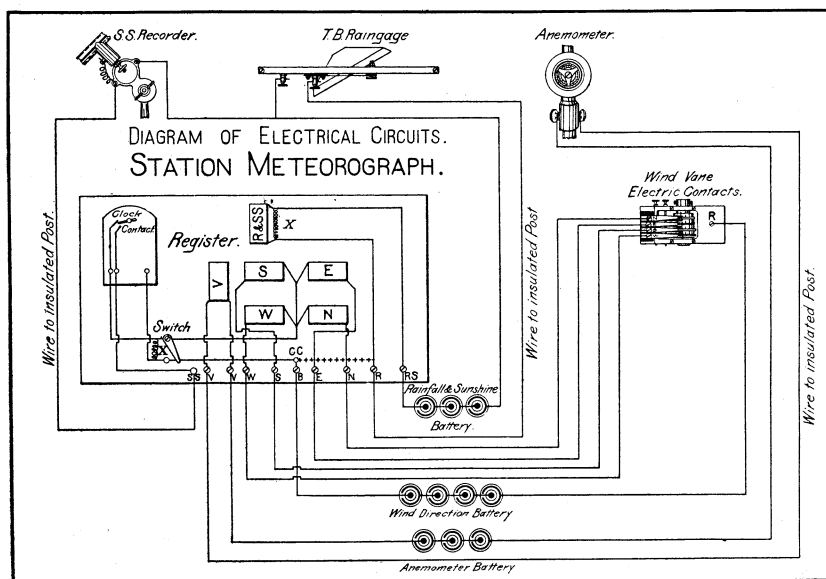 S.S. Recorder.
T.B. Raingage
Anemometer.
DIAGRAM OF ELECTRICAL CIRCUITS.
STATION METEOROGRAPH.
Wind Vane
Electric Contacts.
R
Clock
Contact
Register.
R & SS
X
V
S
E
W
N
Switch
X
CC
SS
V
V
W
S
B
E
N
R
RS
Rainfall & Sunshine
Battery.
Wind Direction Battery
Anemometer Battery
Wire to insulated Post.
Wire to insulated Post
Wire to insulated Post.